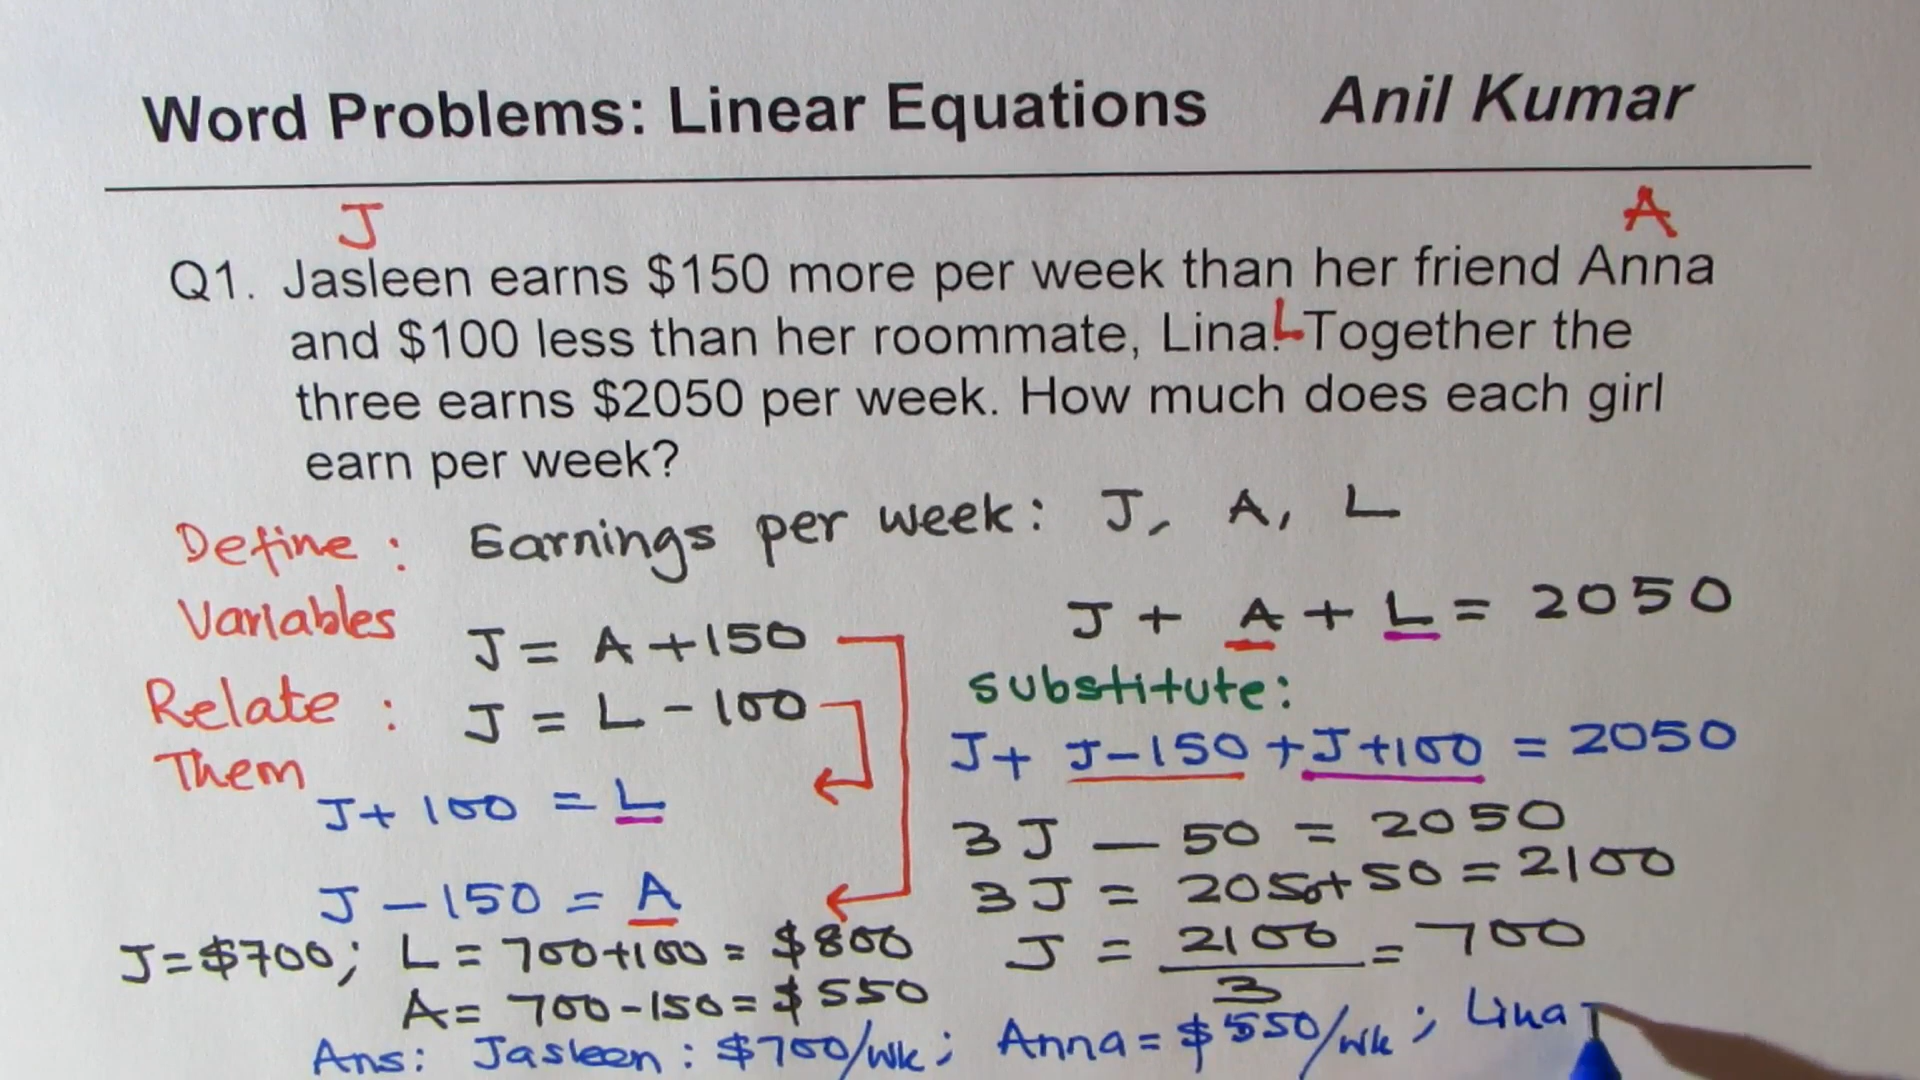 Word Problems: Linear Equations Anil Kumar
J A
Q1. Jasleen earns $150 more per week than her friend Anna
and $100 less than her roommate, Lina. L Together the
three earns $2050 per week. How much does each girl
earn per week?
Define : Earnings per week: J, A, L
Variables
J = A + 150
J + A + L = 2050
Relate : J = L - 100
Them
substitute:
J + 100 = L
J + J - 150 + J + 100 = 2050
3J - 50 = 2050
J - 150 = A
3J = 2050 + 50 = 2100
J = $700; L = 700 + 100 = $800
J = 2100/3 = 700
A = 700 - 150 = $550
Ans: Jasleen : $700/wk ; Anna = $550/wk ; Lina